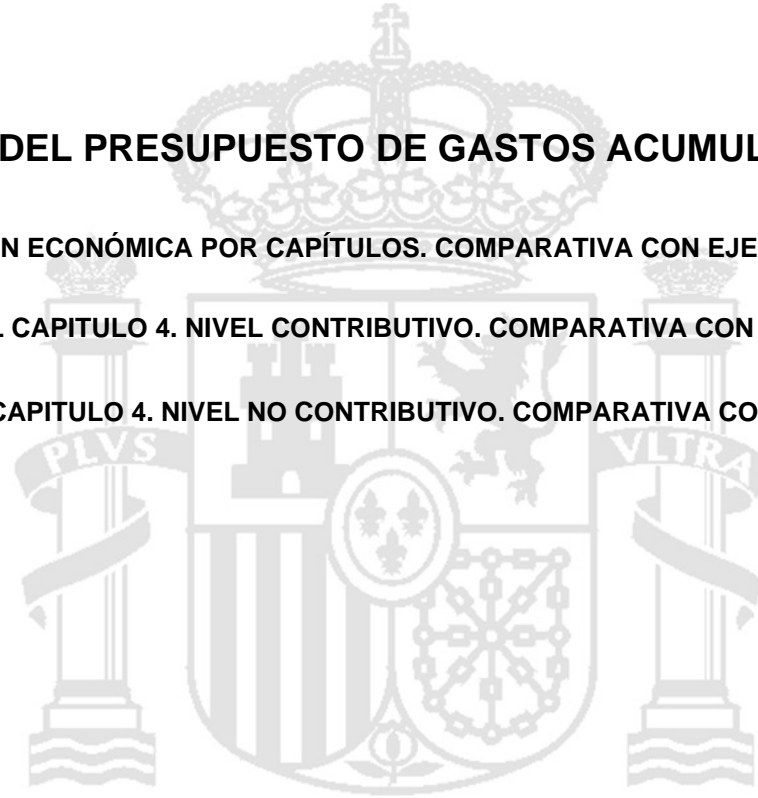 DEL PRESUPUESTO DE GASTOS ACUMUL
N ECONÓMICA POR CAPÍTULOS. COMPARATIVA CON EJE
CAPITULO 4. NIVEL CONTRIBUTIVO. COMPARATIVA CON
CAPITULO 4. NIVEL NO CONTRIBUTIVO. COMPARATIVA CO
PLVS
VLTRA